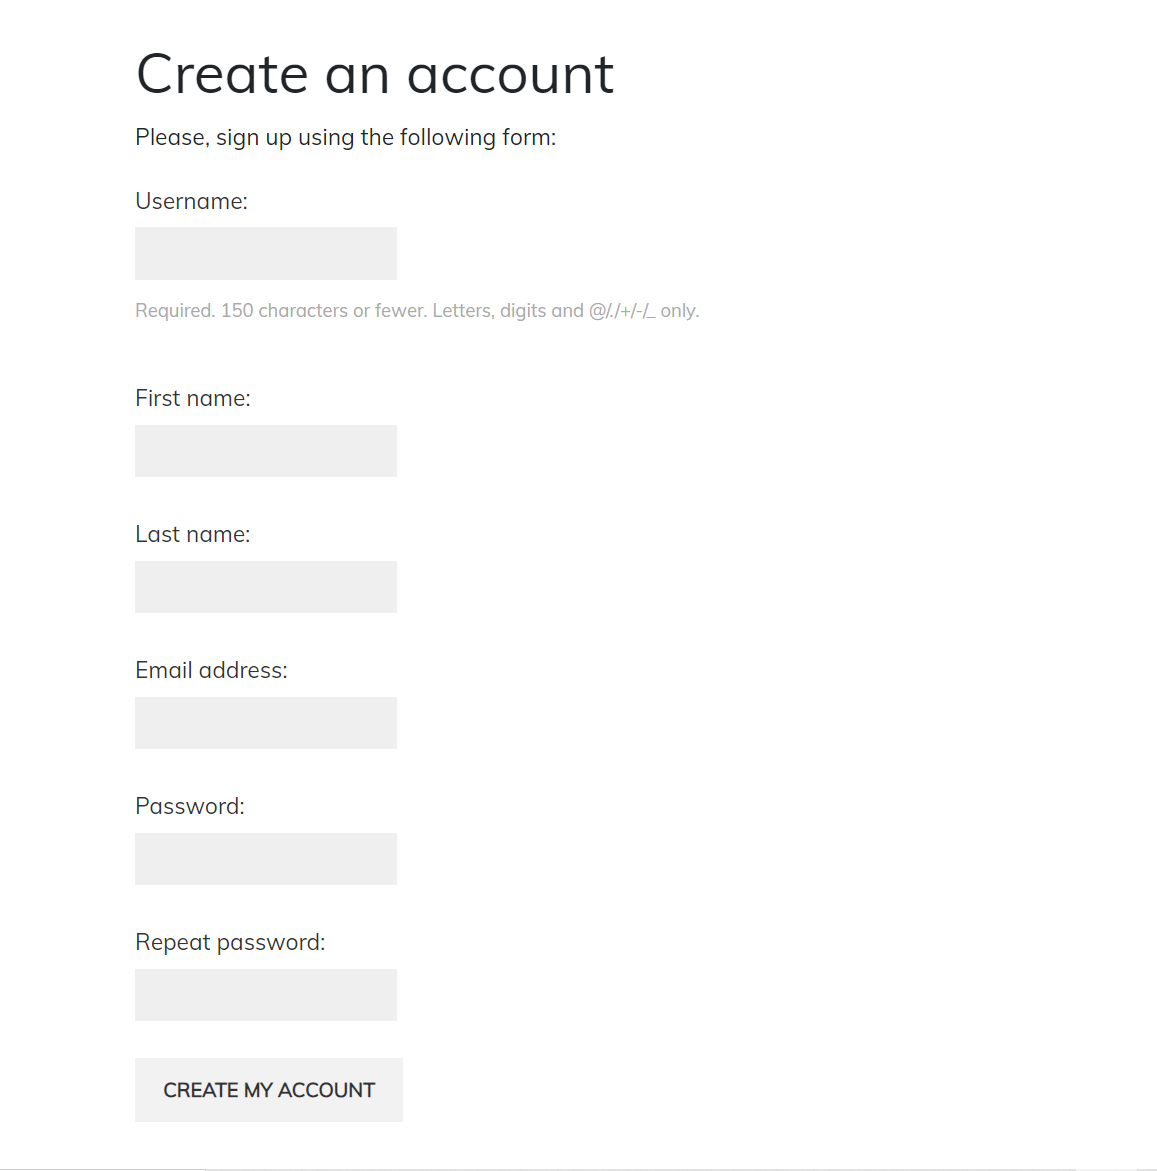 Create an account
Please, sign up using the following form:
Username:
Required. 150 characters or fewer. Letters, digits and @/./+/-/_ only.
First name:
Last name:
Email address:
Password:
Repeat password:
CREATE MY ACCOUNT